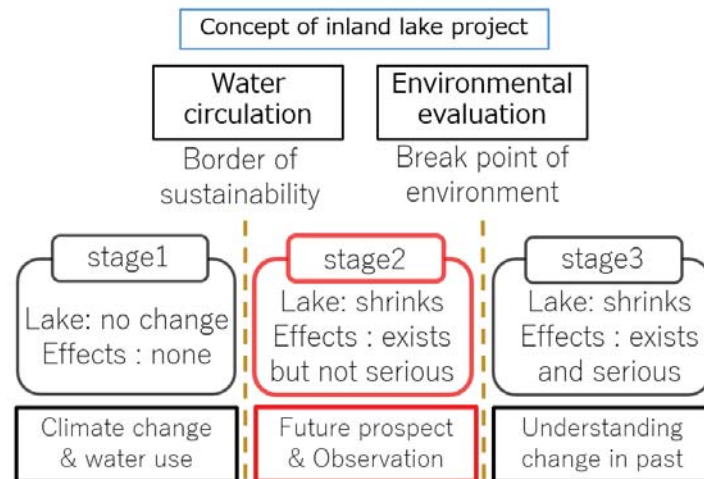 Concept of inland lake project
Water
circulation
Environmental
evaluation
Border of
sustainability
Break point of
environment
stage1
Lake: no change
Effects : none
stage2
Lake: shrinks
Effects : exists
but not serious
stage3
Lake: shrinks
Effects : exists
and serious
Climate change
& water use
Future prospect
& Observation
Understanding
change in past